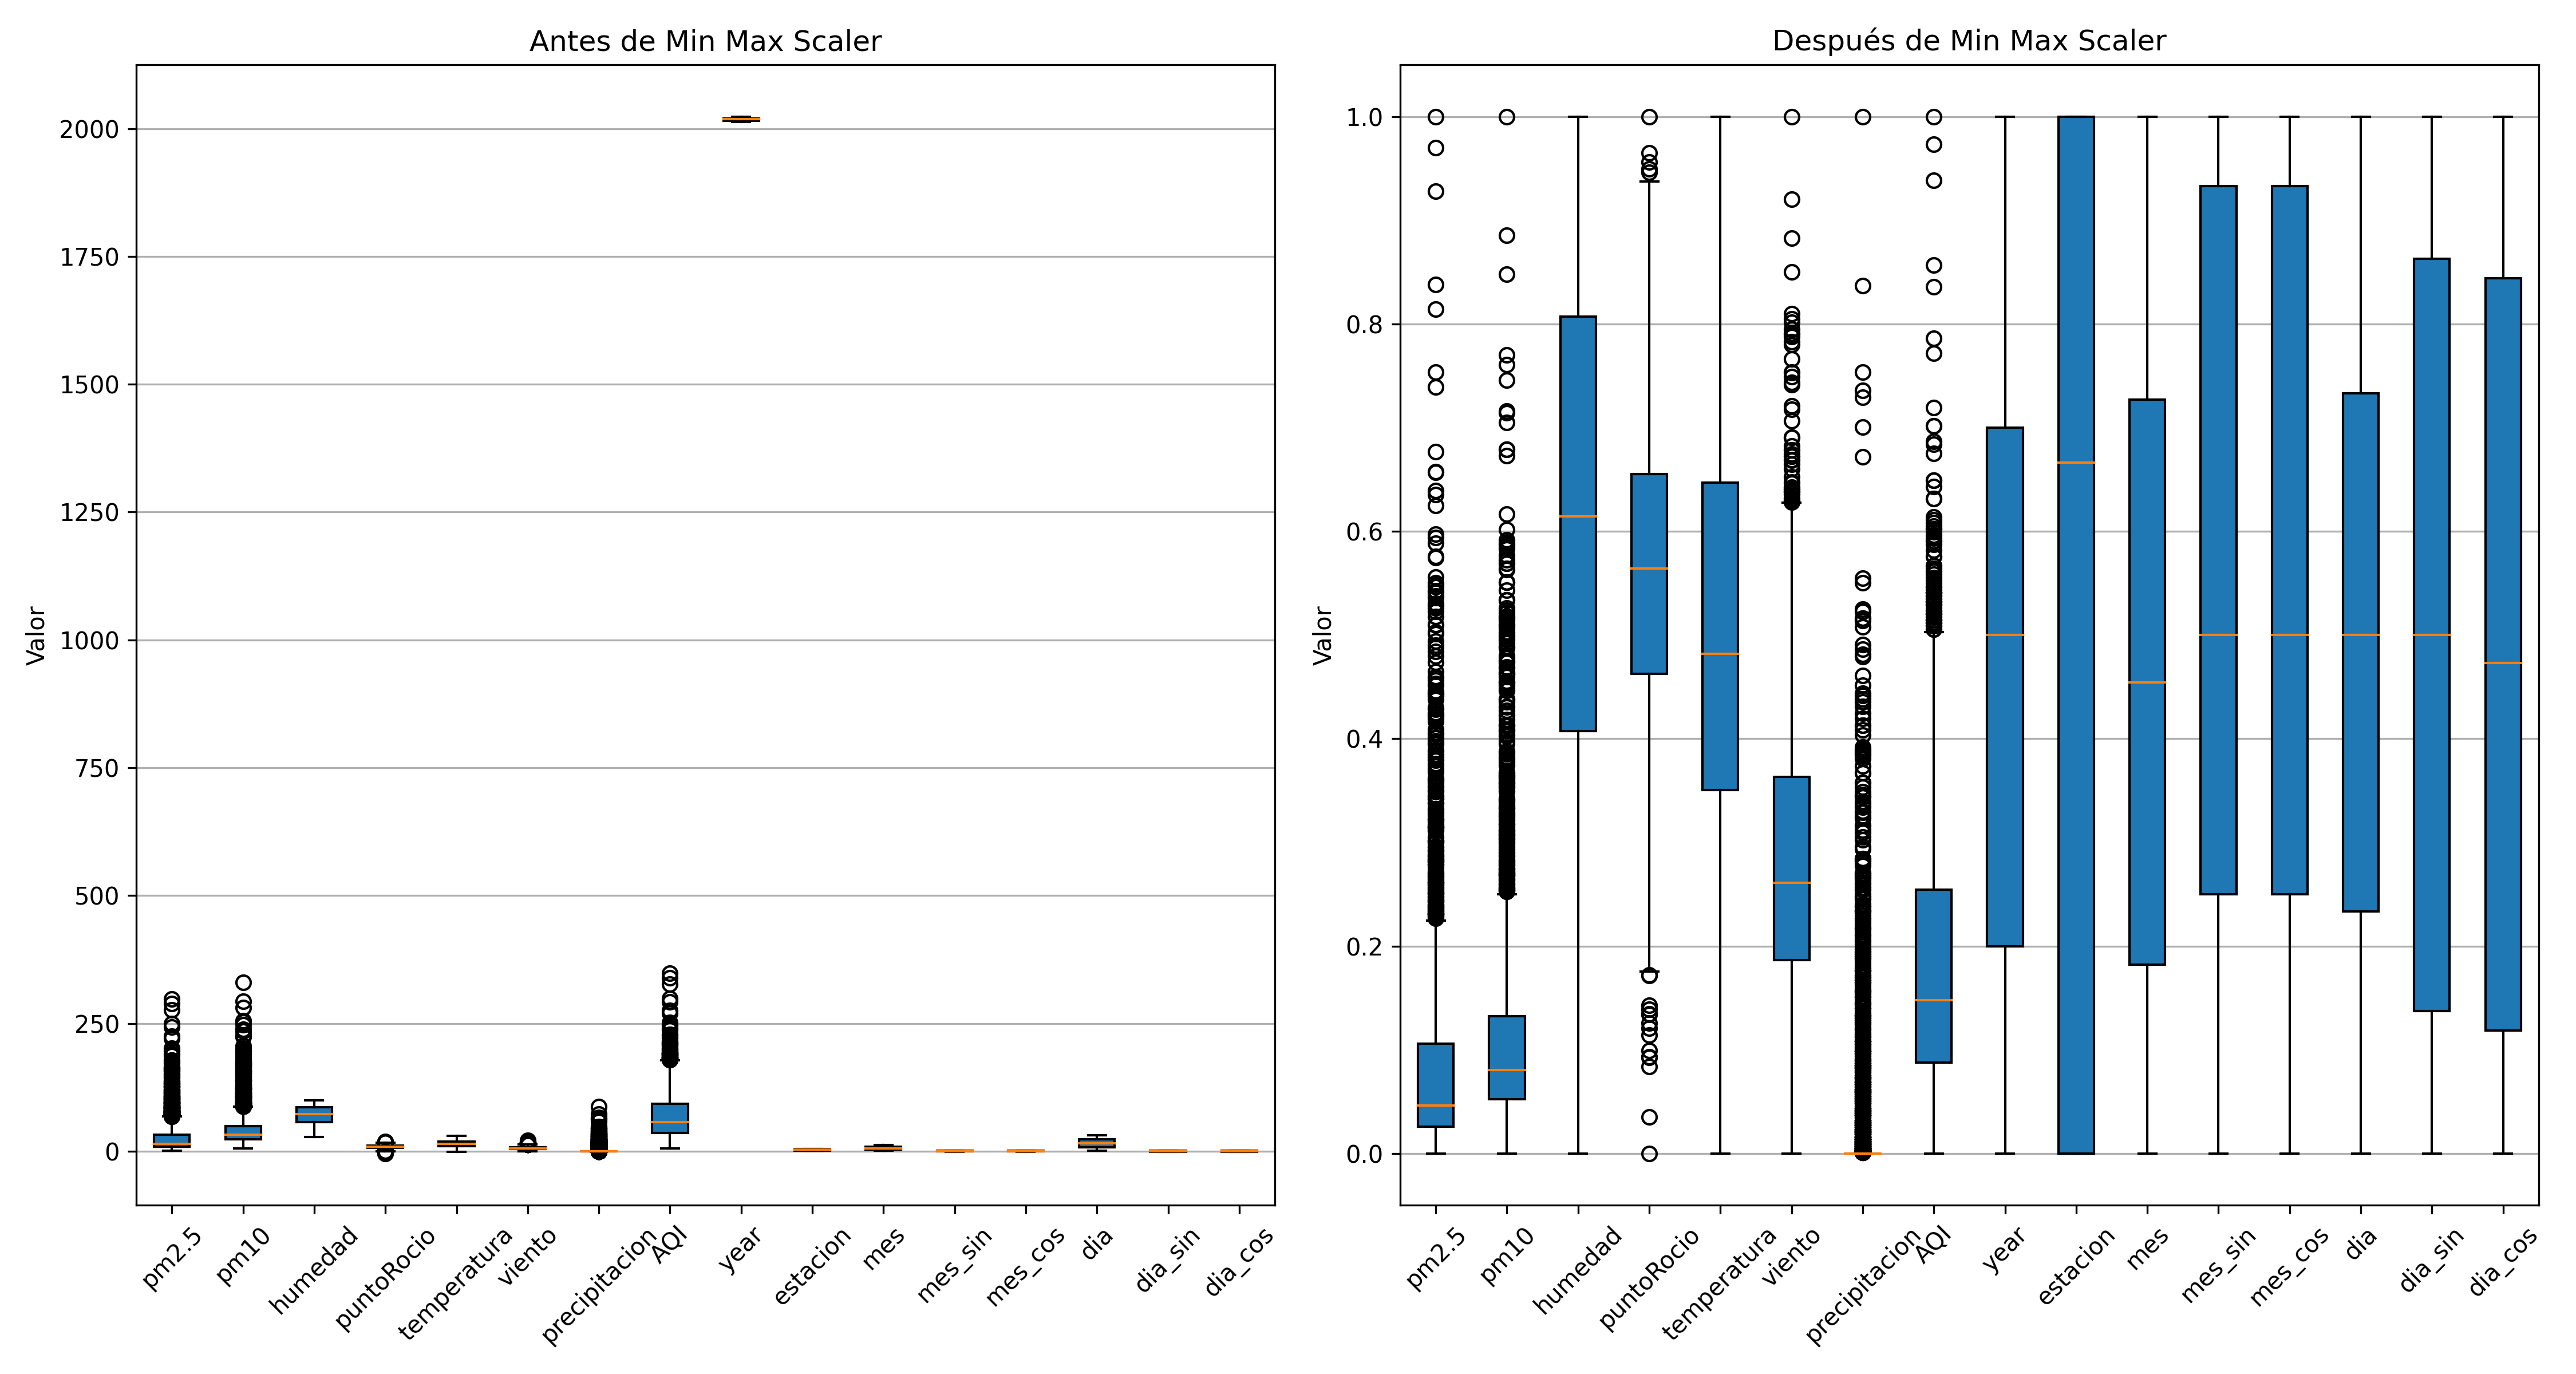 Antes de Min Max Scaler
Valor
2000
1750
1500
1250
1000
750
500
250
0
pm2.5
pm10
humedad
puntoRocio
temperatura
viento
precipitacion
AQI
year
estacion
mes
mes_sin
mes_cos
dia
dia_sin
dia_cos
Después de Min Max Scaler
Valor
1.0
0.8
0.6
0.4
0.2
0.0
pm2.5
pm10
humedad
puntoRocio
temperatura
viento
precipitacion
AQI
year
estacion
mes
mes_sin
mes_cos
dia
dia_sin
dia_cos